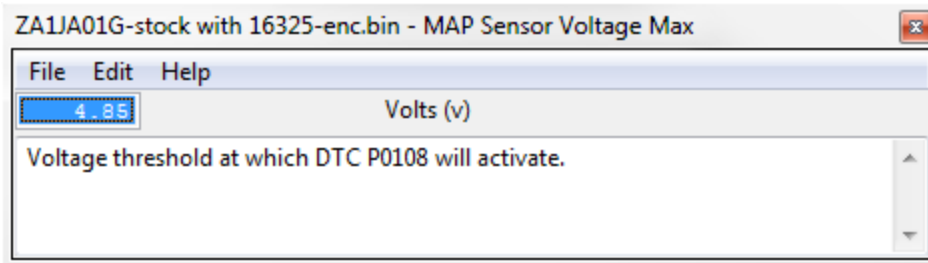 ZA1JA01G-stock with 16325-enc.bin - MAP Sensor Voltage Max
File Edit Help
4.85 Volts (v)
Voltage threshold at which DTC P0108 will activate.